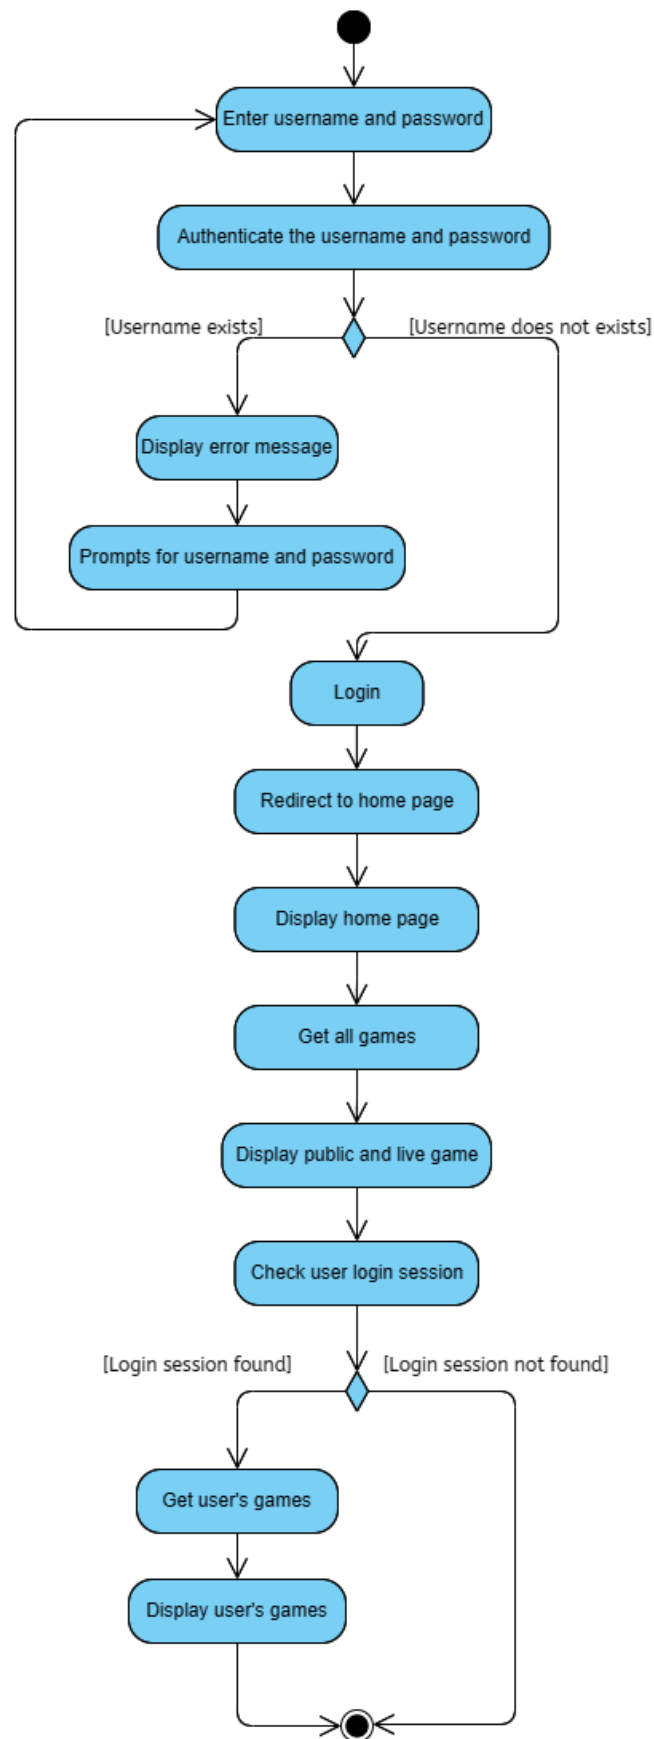 Enter username and password
Authenticate the username and password
[Username exists]
[Username does not exists]
Display error message
Prompts for username and password
Login
Redirect to home page
Display home page
Get all games
Display public and live game
Check user login session
[Login session found]
[Login session not found]
Get user's games
Display user's games